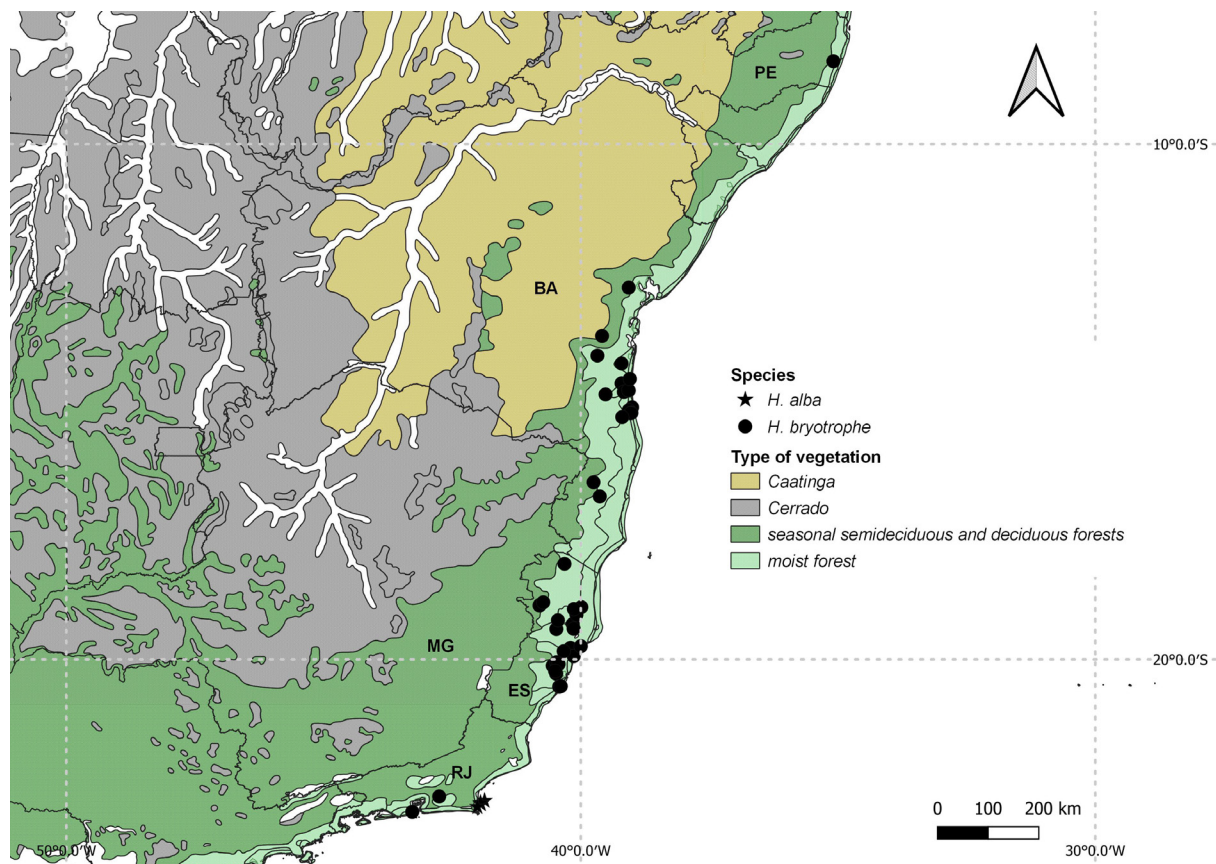 PE
10°0.0'S
BA
Species
H. alba
H. bryotrophe
Type of vegetation
Caatinga
Cerrado
seasonal semideciduous and deciduous forests
moist forest
MG
20°0.0'S
ES
RJ
0 100 200 km
50°0.0'W 40°0.0'W 30°0.0'W